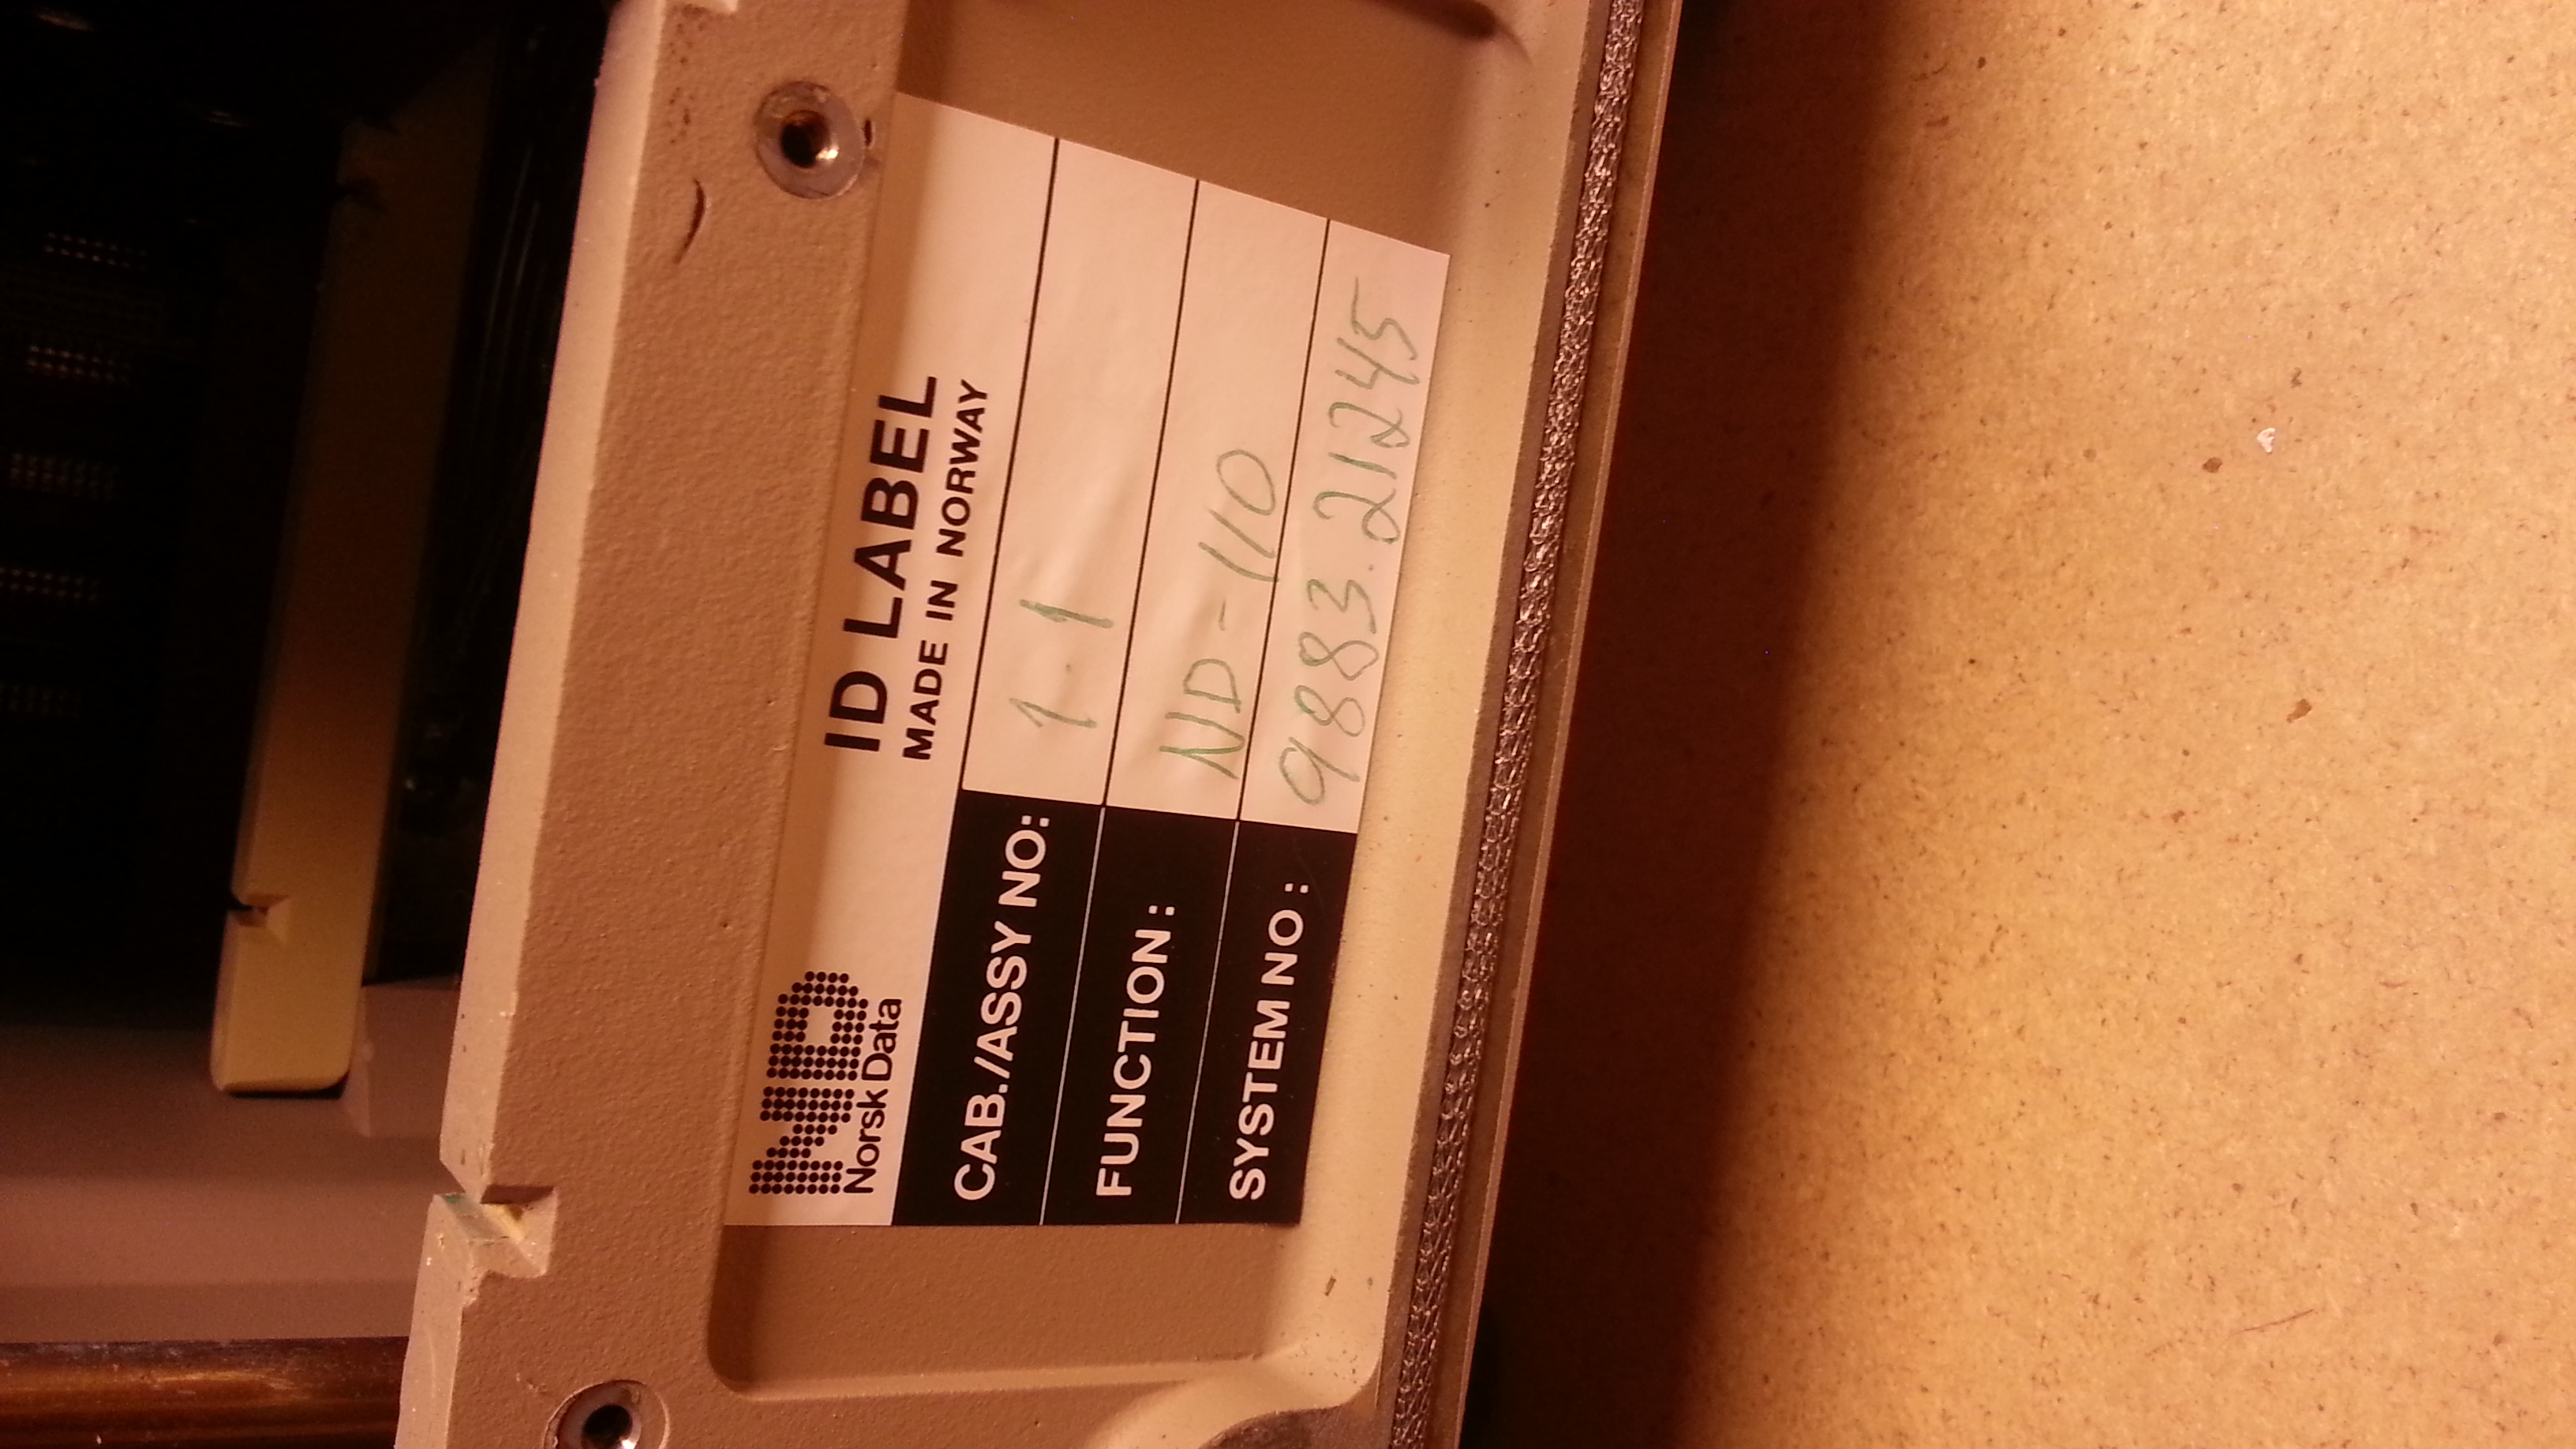 ND
Norsk Data
ID LABEL
MADE IN NORWAY
CAB./ASSY NO: 1-1
FUNCTION: ND-110
SYSTEM NO: 9883.21245